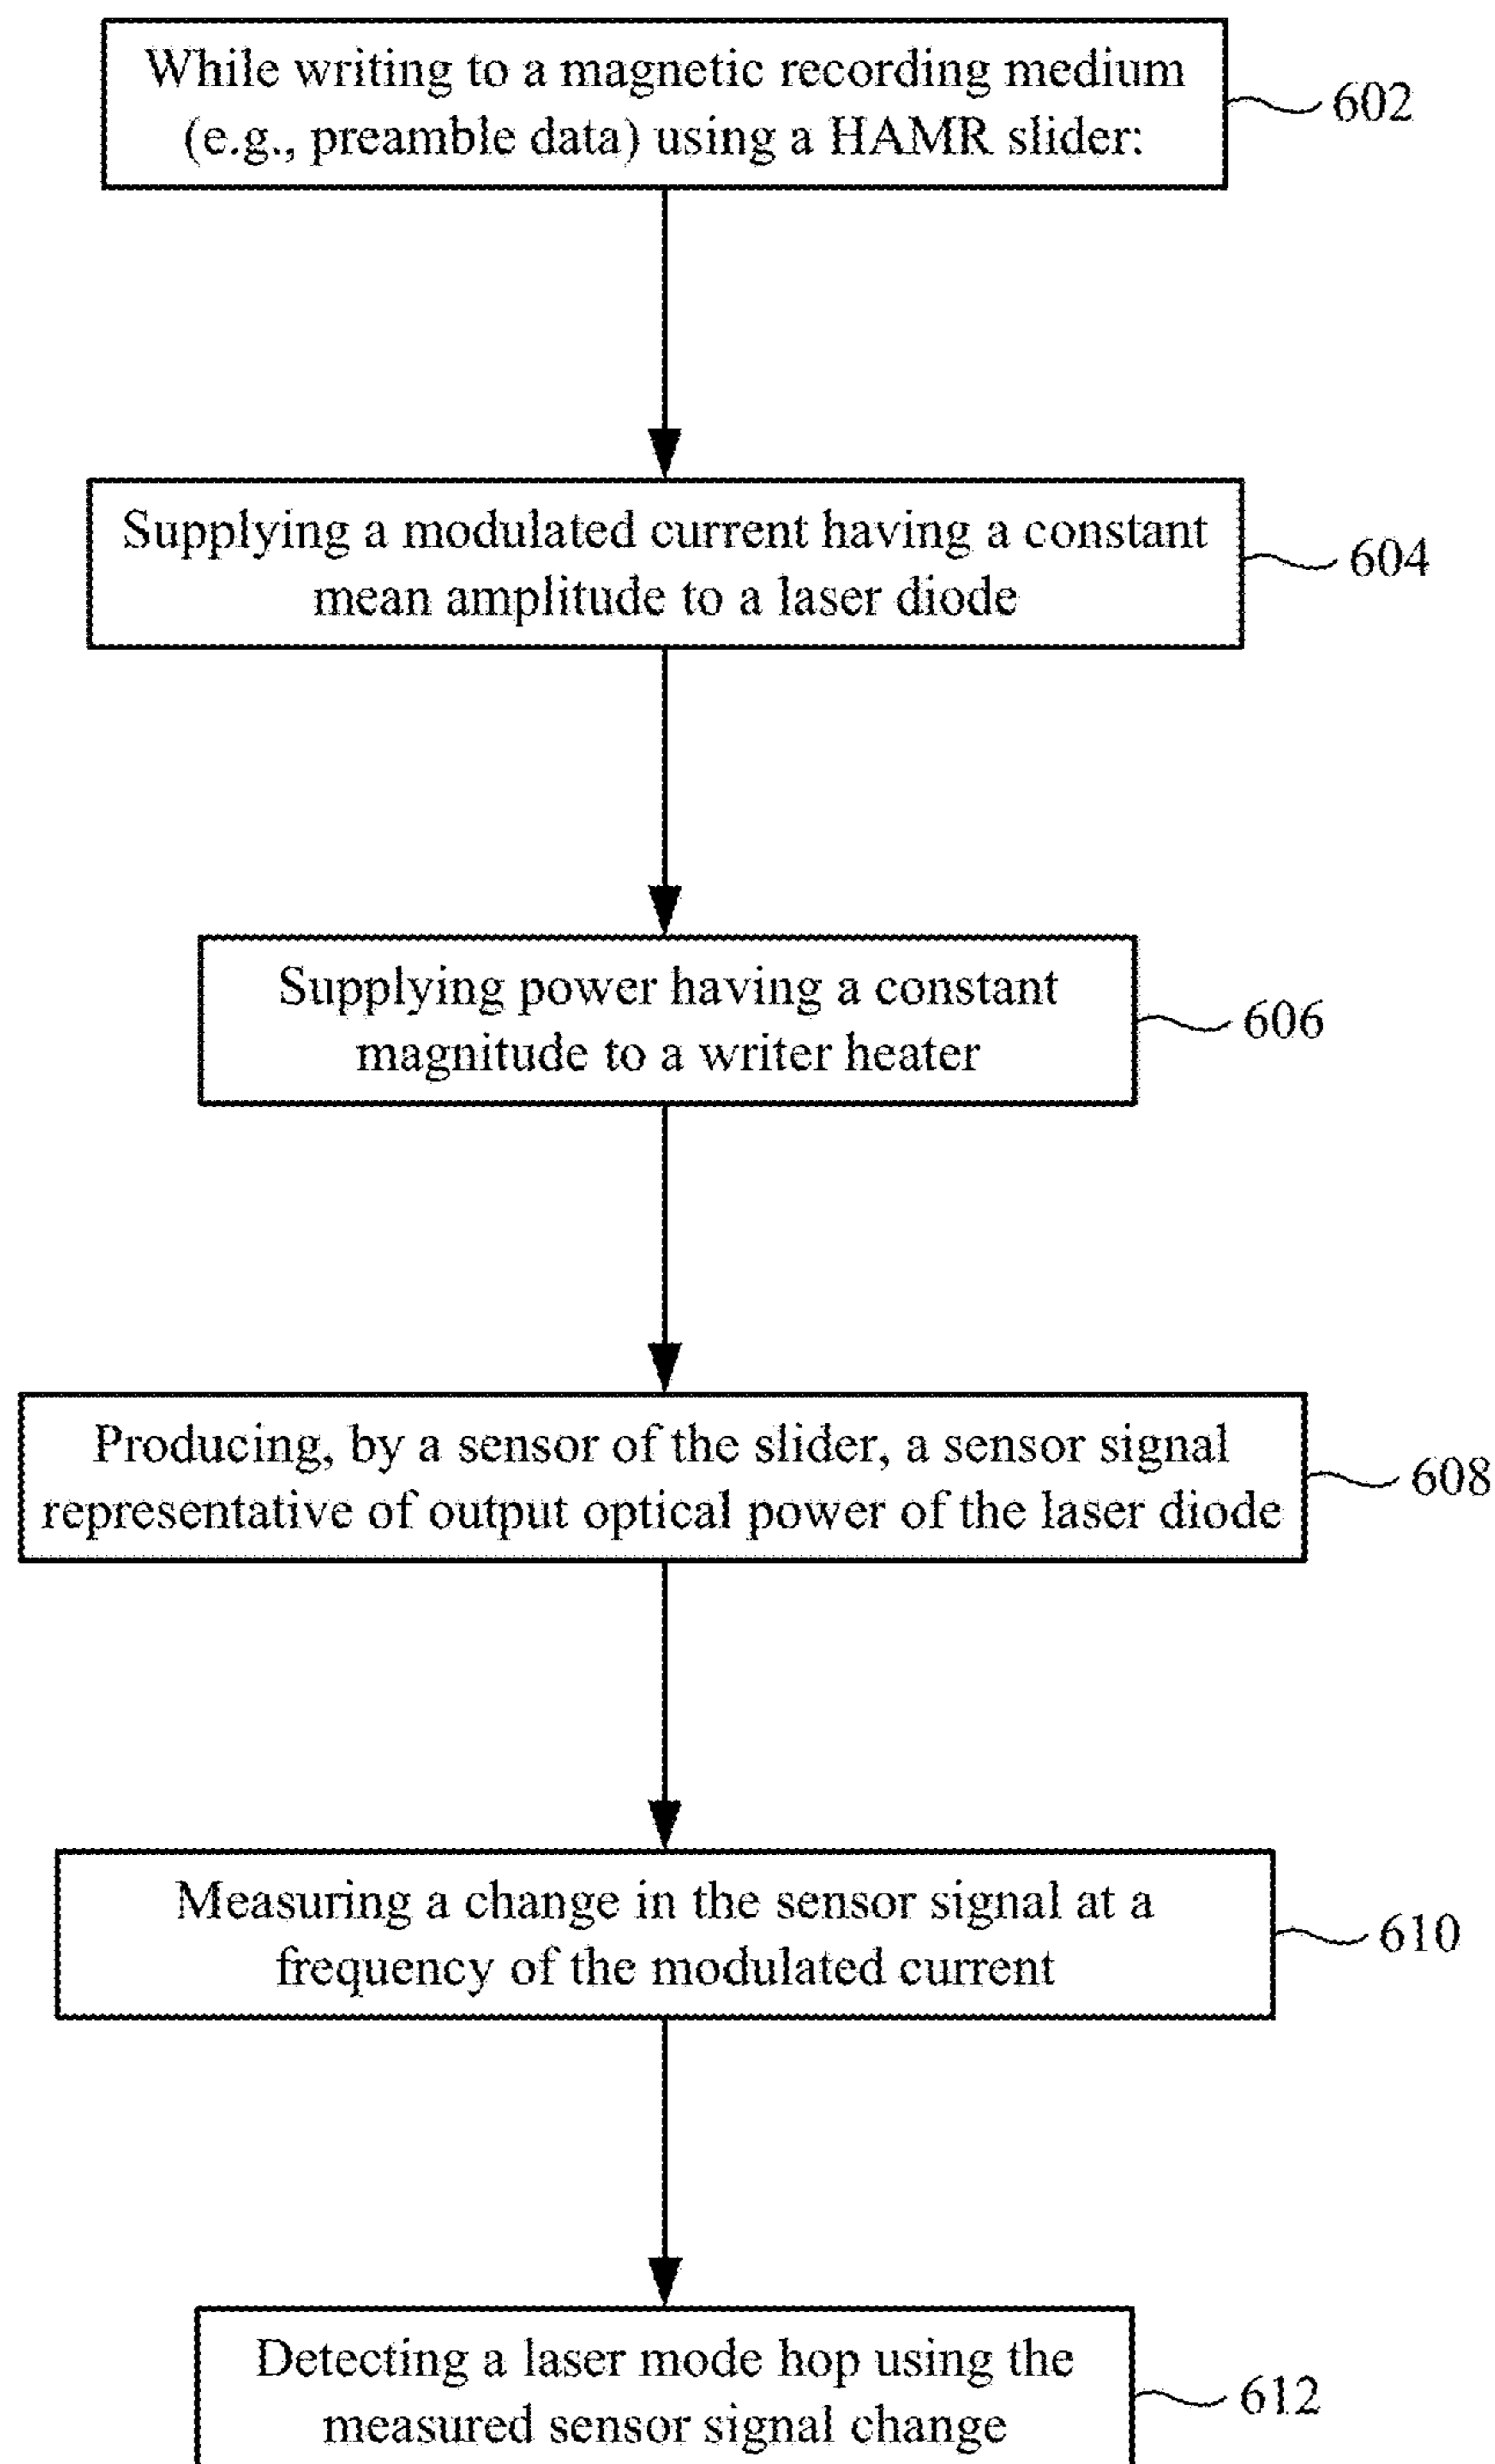 While writing to a magnetic recording medium
(e.g., preamble data) using a HAMR slider:
602
Supplying a modulated current having a constant
mean amplitude to a laser diode
604
Supplying power having a constant
magnitude to a writer heater
606
Producing, by a sensor of the slider, a sensor signal
representative of output optical power of the laser diode
608
Measuring a change in the sensor signal at a
frequency of the modulated current
610
Detecting a laser mode hop using the
measured sensor signal change
612